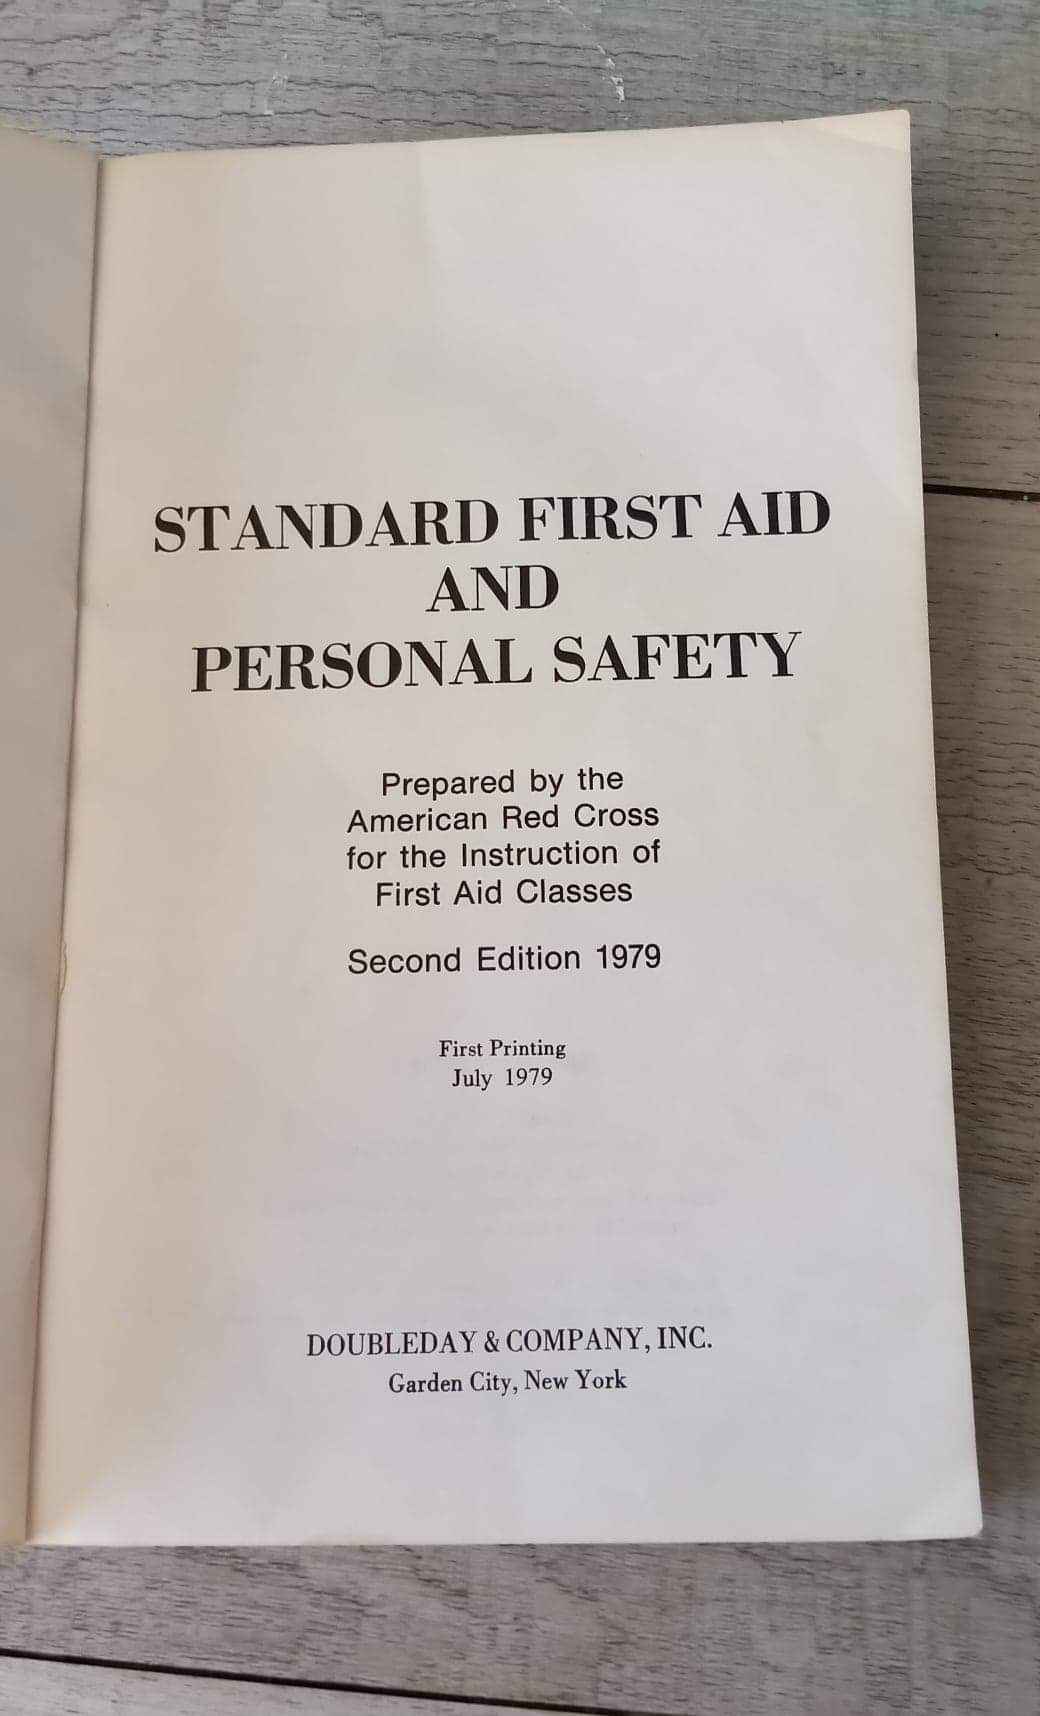 STANDARD FIRST AID
AND
PERSONAL SAFETY
Prepared by the
American Red Cross
for the Instruction of
First Aid Classes
Second Edition 1979
First Printing
July 1979
DOUBLEDAY & COMPANY, INC.
Garden City, New York